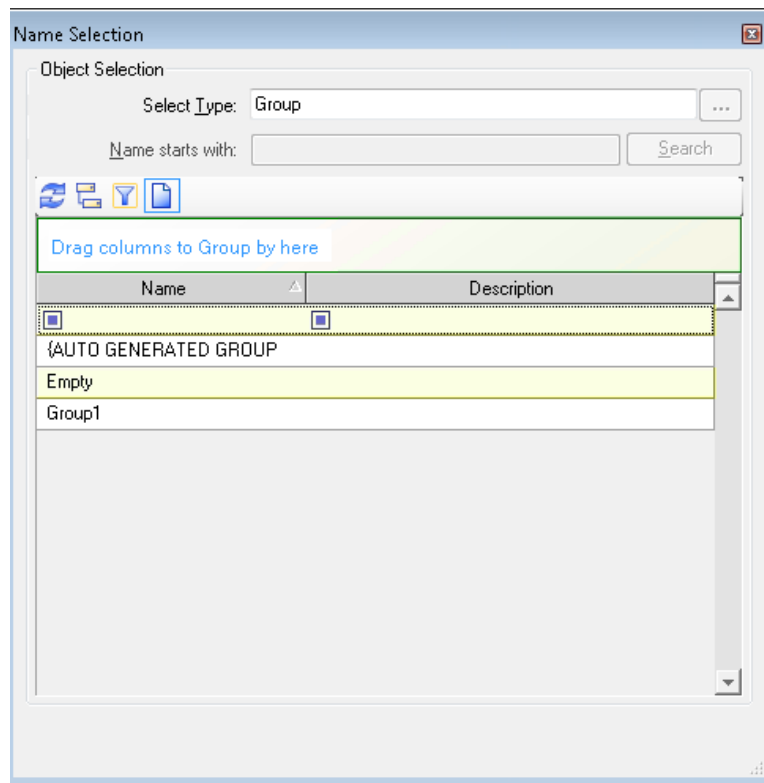 Name Selection
Object Selection
Select Type: Group ...
Name starts with: Search
Drag columns to Group by here
Name Description
{AUTO GENERATED GROUP
Empty
Group1